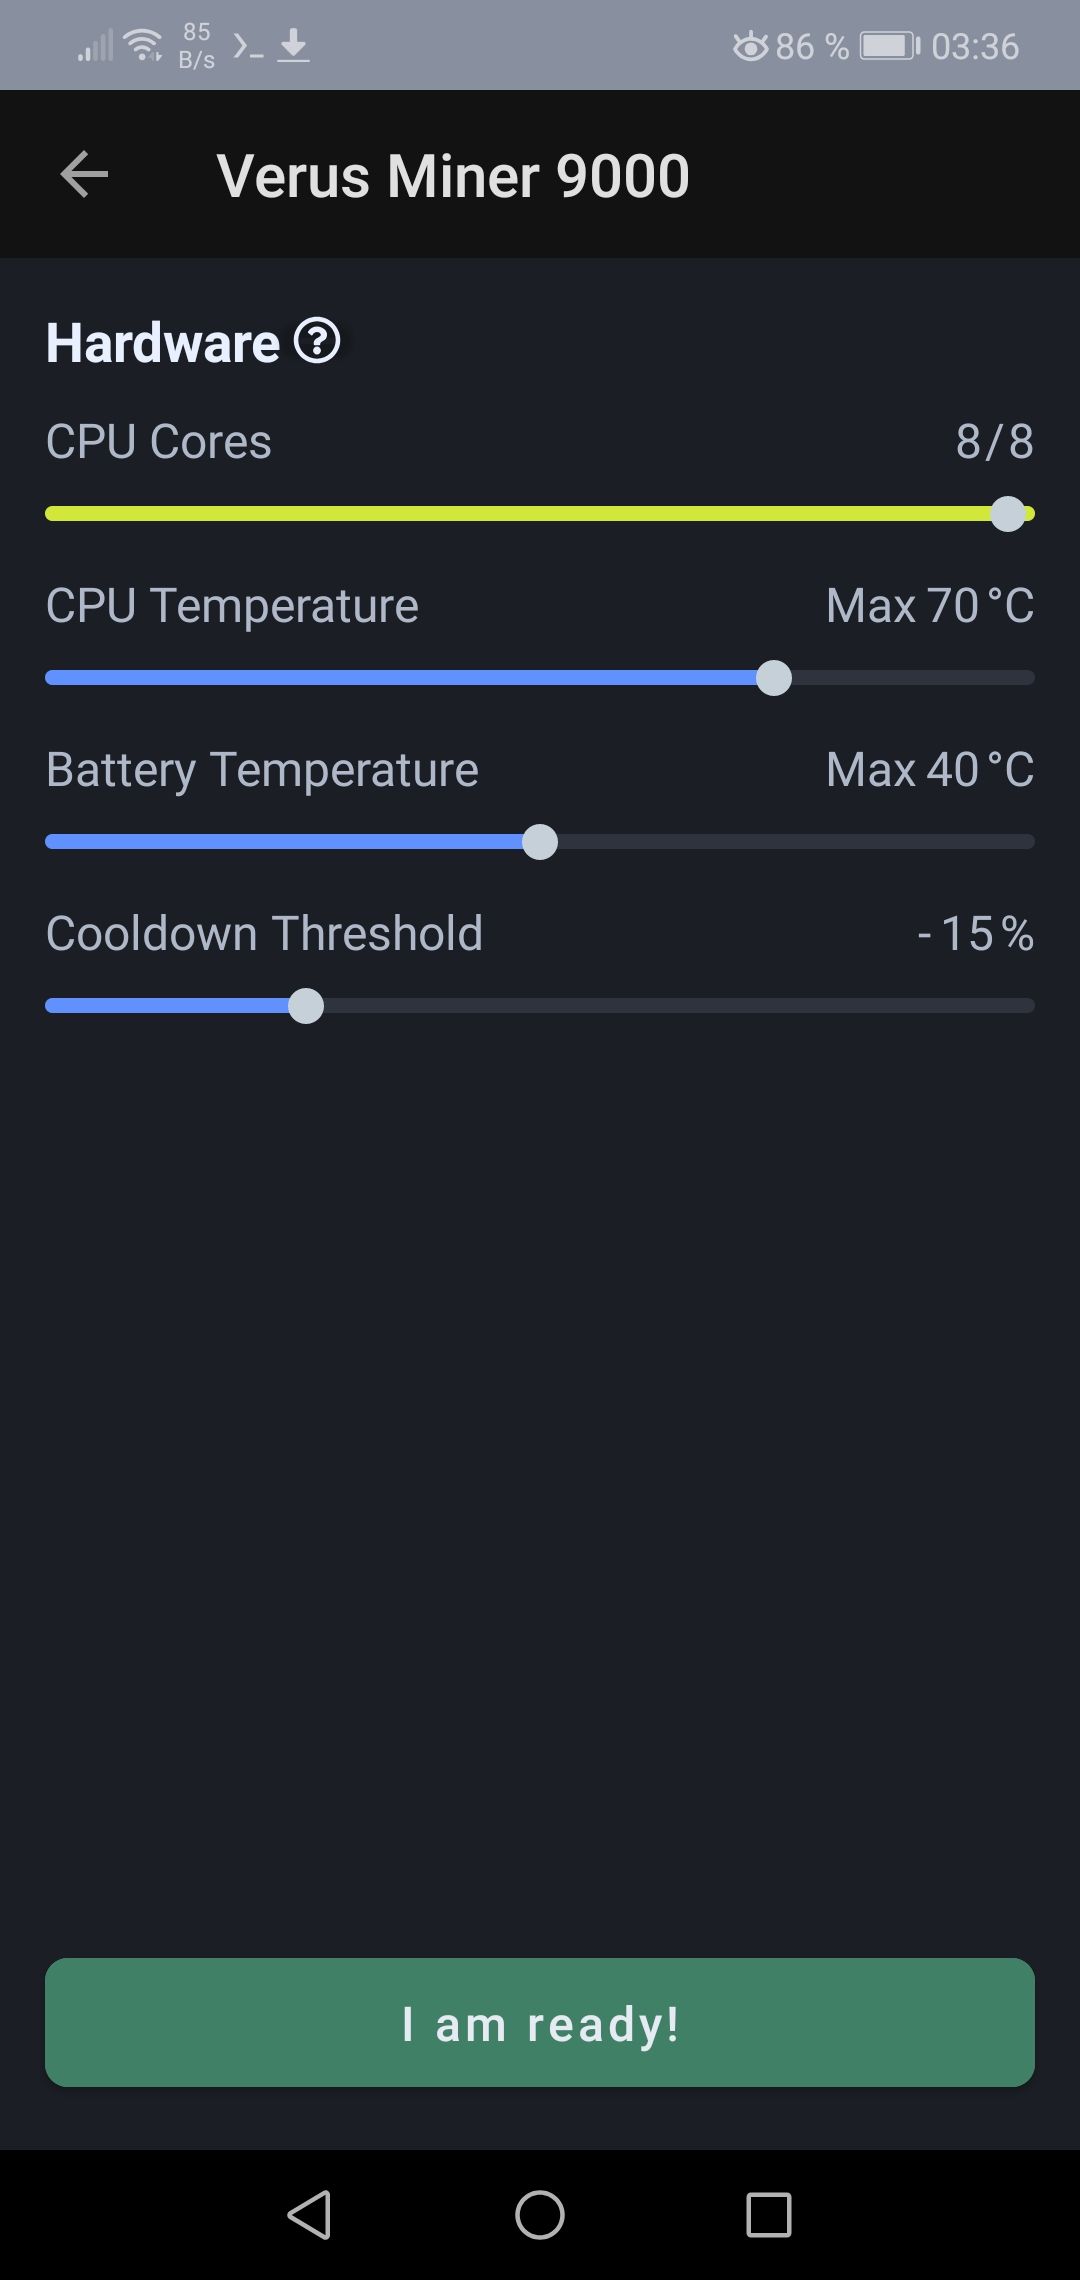 85
B/s
86 % 03:36
Verus Miner 9000
Hardware
CPU Cores 8/8
CPU Temperature Max 70 °C
Battery Temperature Max 40 °C
Cooldown Threshold - 15 %
I am ready!